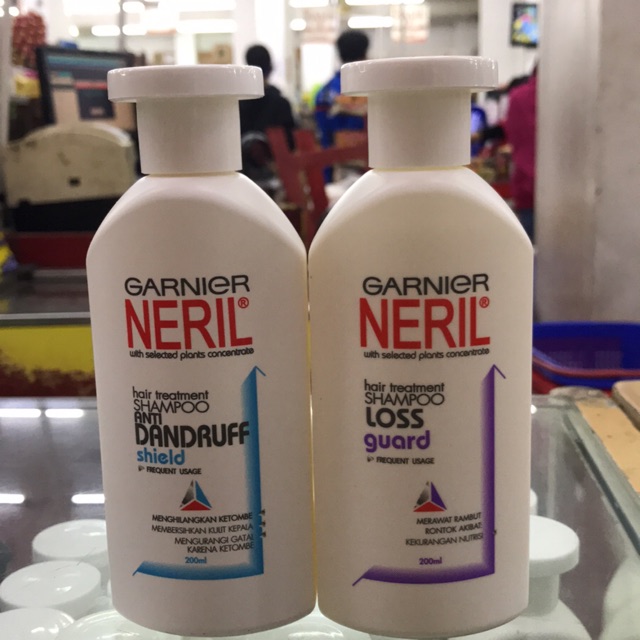 GARNIER
NERIL®
with selected plants concentrate
hair treatment
SHAMPOO
ANTI
DANDRUFF
shield
FREQUENT USAGE
MENGHILANGKAN KETOMBE
MEMBERSIHKAN KULIT KEPALA
MENGURANGI GATAL
KARENA KETOMBE
200ml
GARNIER
NERIL®
with selected plants concentrate
hair treatment
SHAMPOO
LOSS
guard
FREQUENT USAGE
MERAWAT RAMBUT
RONTOK AKIBAT
KEKURANGAN NUTRISI
200ml